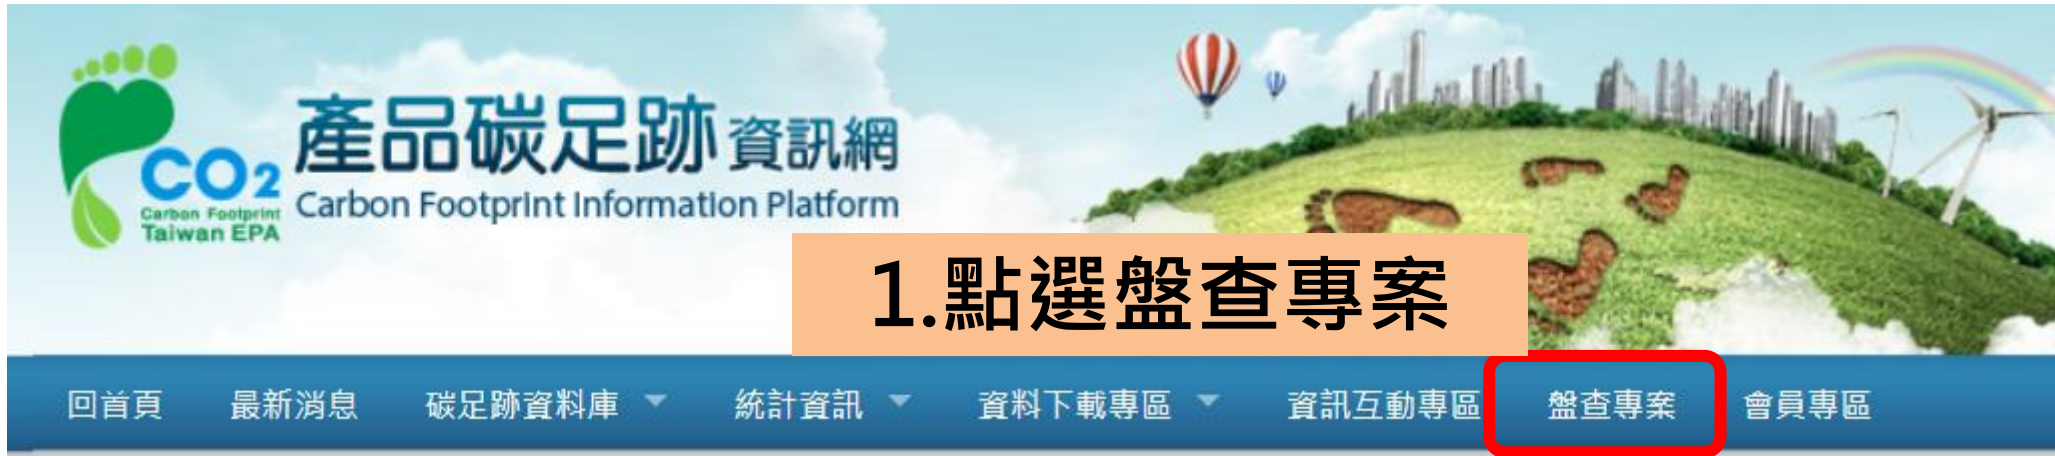 產品碳足跡資訊網
CO2
Carbon Footprint Information Platform
Carbon Footprint
Taiwan EPA
1.點選盤查專案
回首頁 最新消息 碳足跡資料庫 統計資訊 資料下載專區 資訊互動專區 盤查專案 會員專區